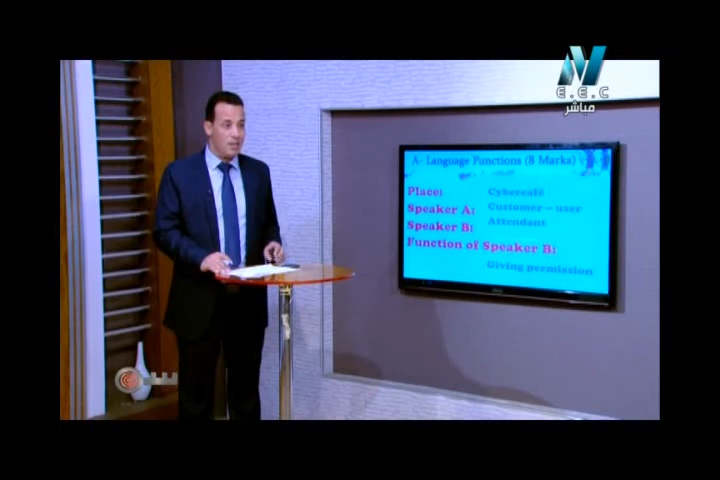 E.E.C
مباشر
A- Language Functions (8 Marks)
Place: Cybercafé
Speaker A: Customer – user
Speaker B: Attendant
Function of Speaker B:
Giving permission